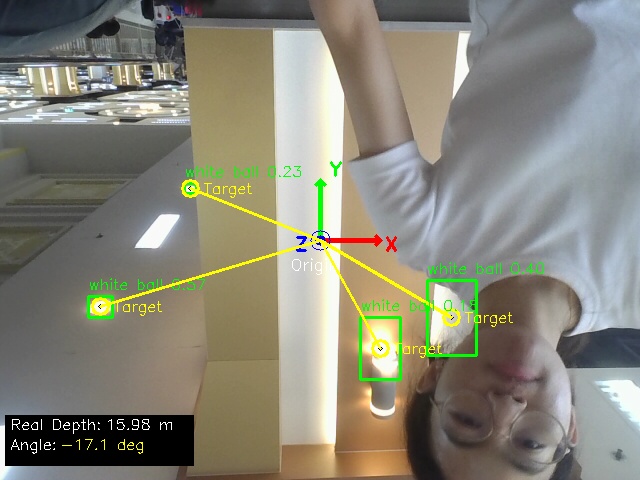 white ball 0.23
Target
Y
Z
X
Orig
white ball 0.40
white ball 0.57
Target
white ball 0.15
Target
Target
Real Depth: 15.98 m
Angle: -17.1 deg